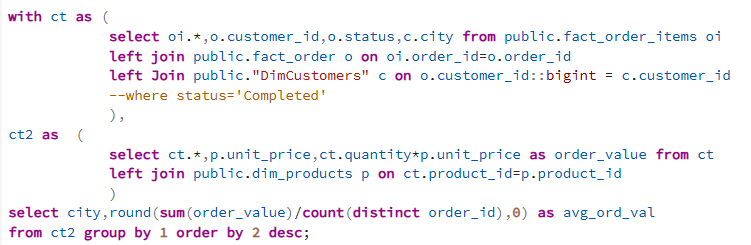 with ct as (
select oi.*,o.customer_id,o.status,c.city from public.fact_order_items oi
left join public.fact_order o on oi.order_id=o.order_id
left Join public."DimCustomers" c on o.customer_id::bigint = c.customer_id
--where status='Completed'
),
ct2 as  (
select ct.*,p.unit_price,ct.quantity*p.unit_price as order_value from ct
left join public.dim_products p on ct.product_id=p.product_id
)
select city,round(sum(order_value)/count(distinct order_id),0) as avg_ord_val
from ct2 group by 1 order by 2 desc;